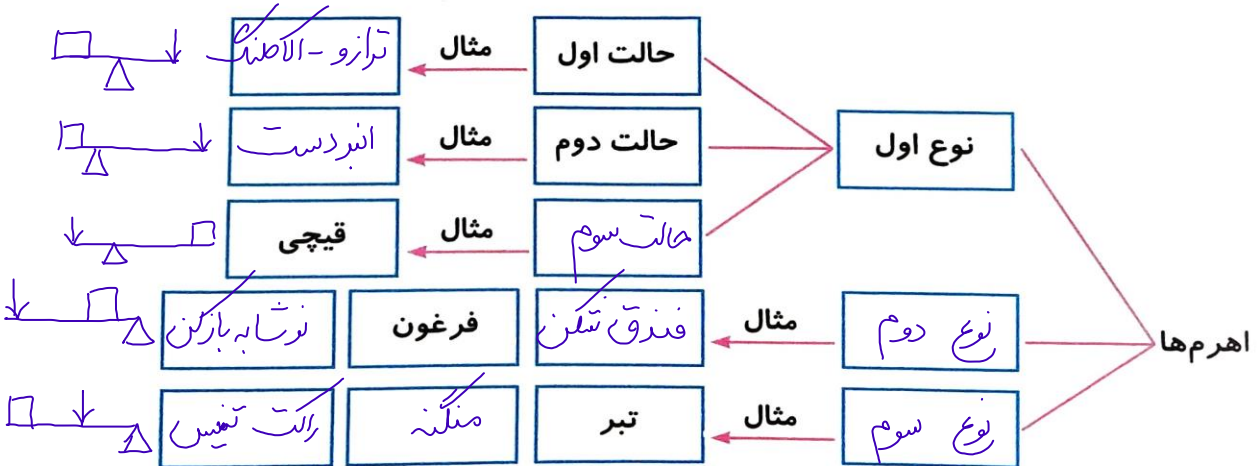 حالت اول مثال ترازو - الاکلنگ
نوع اول حالت دوم مثال انبردست
حالت سوم مثال قیچی
اهرم‌ها نوع دوم مثال فندق شکن فرغون نوشابه بازکن
نوع سوم مثال تبر منگنه راکت تنیس